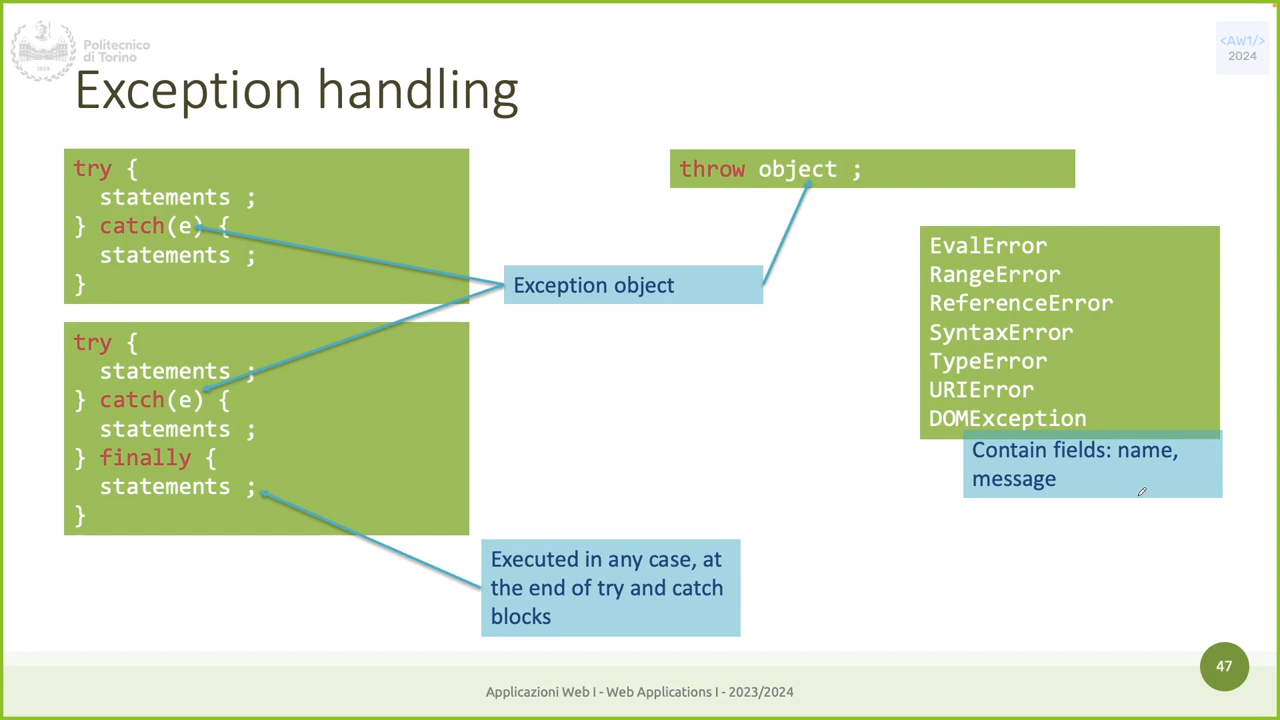 Politecnico
di Torino
1859
<AW1/>
2024
Exception handling
try {
statements ;
} catch(e) {
statements ;
}
try {
statements ;
} catch(e) {
statements ;
} finally {
statements ;
}
Exception object
Executed in any case, at
the end of try and catch
blocks
throw object ;
EvalError
RangeError
ReferenceError
SyntaxError
TypeError
URIError
DOMException
Contain fields: name,
message
Applicazioni Web I - Web Applications I - 2023/2024
47